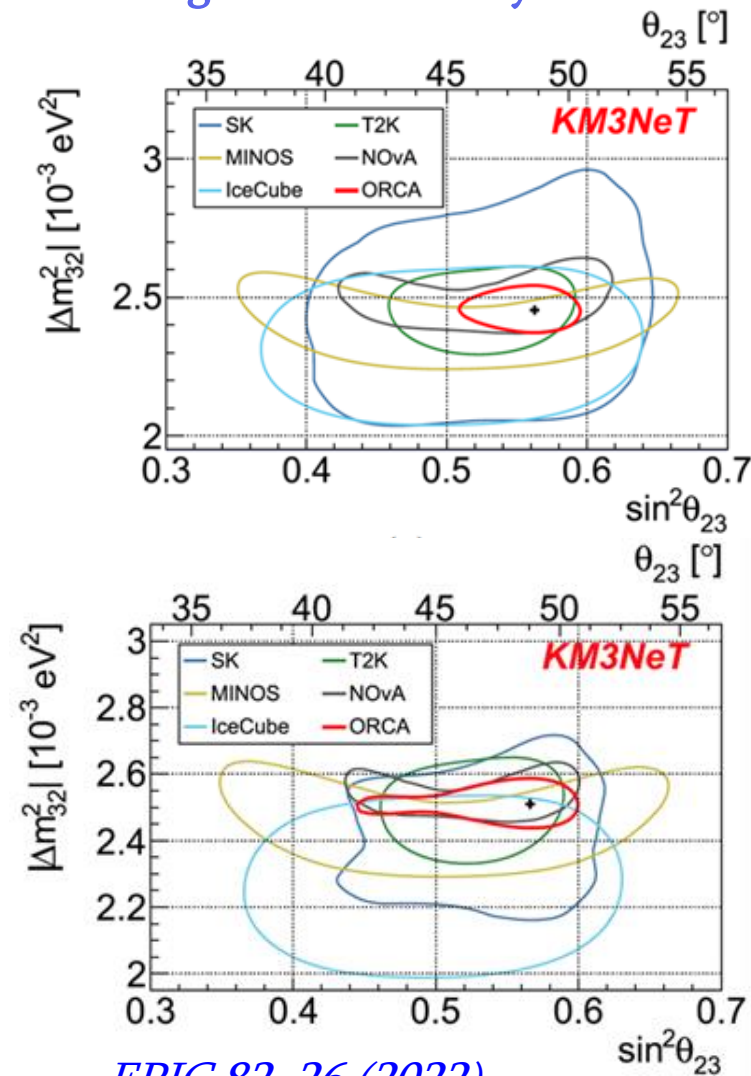 θ₂₃ [°]
35 40 45 50 55
|Δm²₃₂| [10⁻³ eV²]
SK T2K
MINOS NOvA
IceCube ORCA
KM3NeT
3
2.5
2
0.3 0.4 0.5 0.6 0.7
sin²θ₂₃
θ₂₃ [°]
35 40 45 50 55
|Δm²₃₂| [10⁻³ eV²]
3
SK T2K
MINOS NOvA
IceCube ORCA
KM3NeT
2.8
2.6
2.4
2.2
2
0.3 0.4 0.5 0.6 0.7
sin²θ₂₃